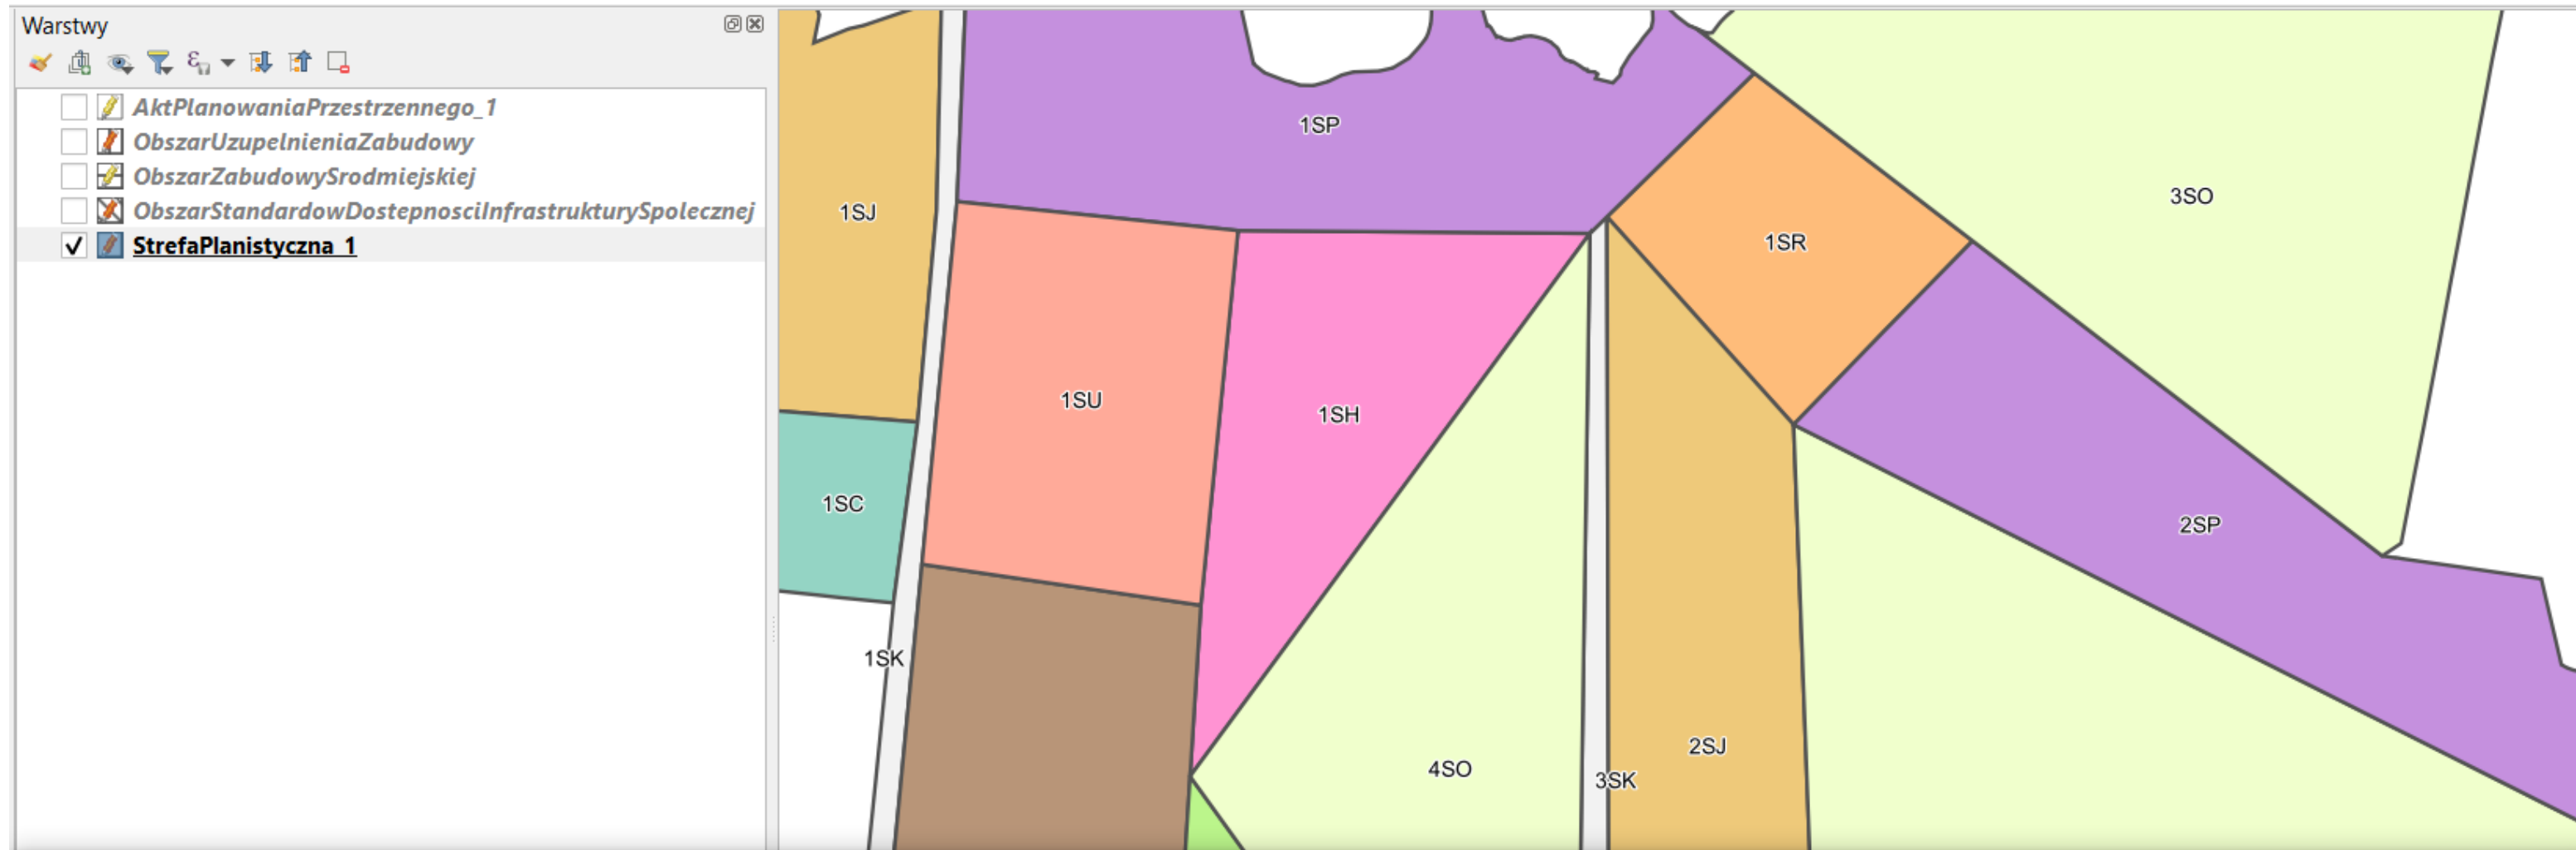 Warstwy
AktPlanowaniaPrzestrzennego_1
ObszarUzupelnieniaZabudowy
ObszarZabudowySrodmiejskiej
ObszarStandardowDostepnosciInfrastrukturySpolecznej
StrefaPlanistyczna_1
1SP
3SO
1SJ
1SR
1SU
1SH
1SC
2SP
1SK
2SJ
4SO
3SK